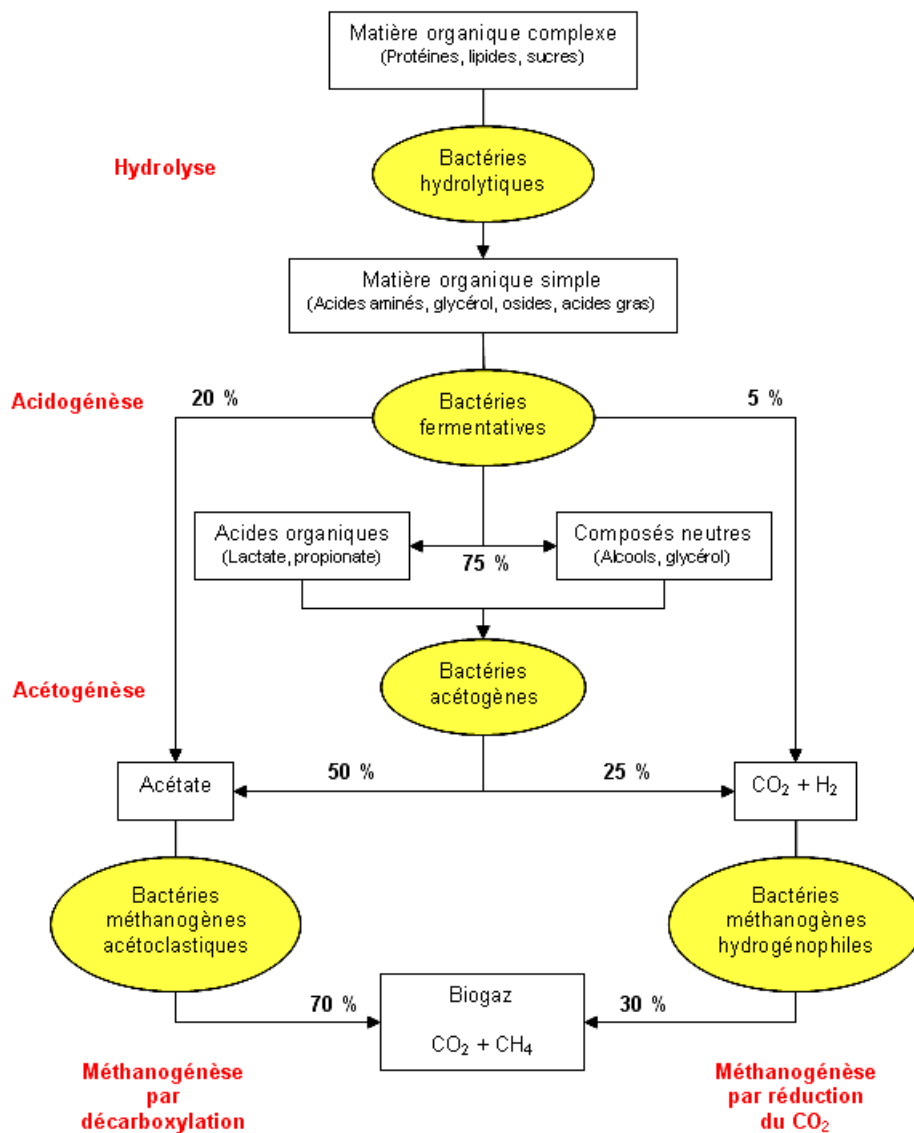 Matière organique complexe
(Protéines, lipides, sucres)
Hydrolyse
Bactéries
hydrolytiques
Matière organique simple
(Acides aminés, glycérol, osides, acides gras)
Acidogénèse
20 %
Bactéries
fermentatives
5 %
Acides organiques
(Lactate, propionate)
75 %
Composés neutres
(Alcools, glycérol)
Acétogénèse
Bactéries
acétogènes
Acétate
50 %
25 %
CO₂ + H₂
Bactéries
méthanogènes
acétoclastiques
Bactéries
méthanogènes
hydrogénophiles
70 %
Biogaz
CO₂ + CH₄
30 %
Méthanogénèse
par
décarboxylation
Méthanogénèse
par réduction
du CO₂